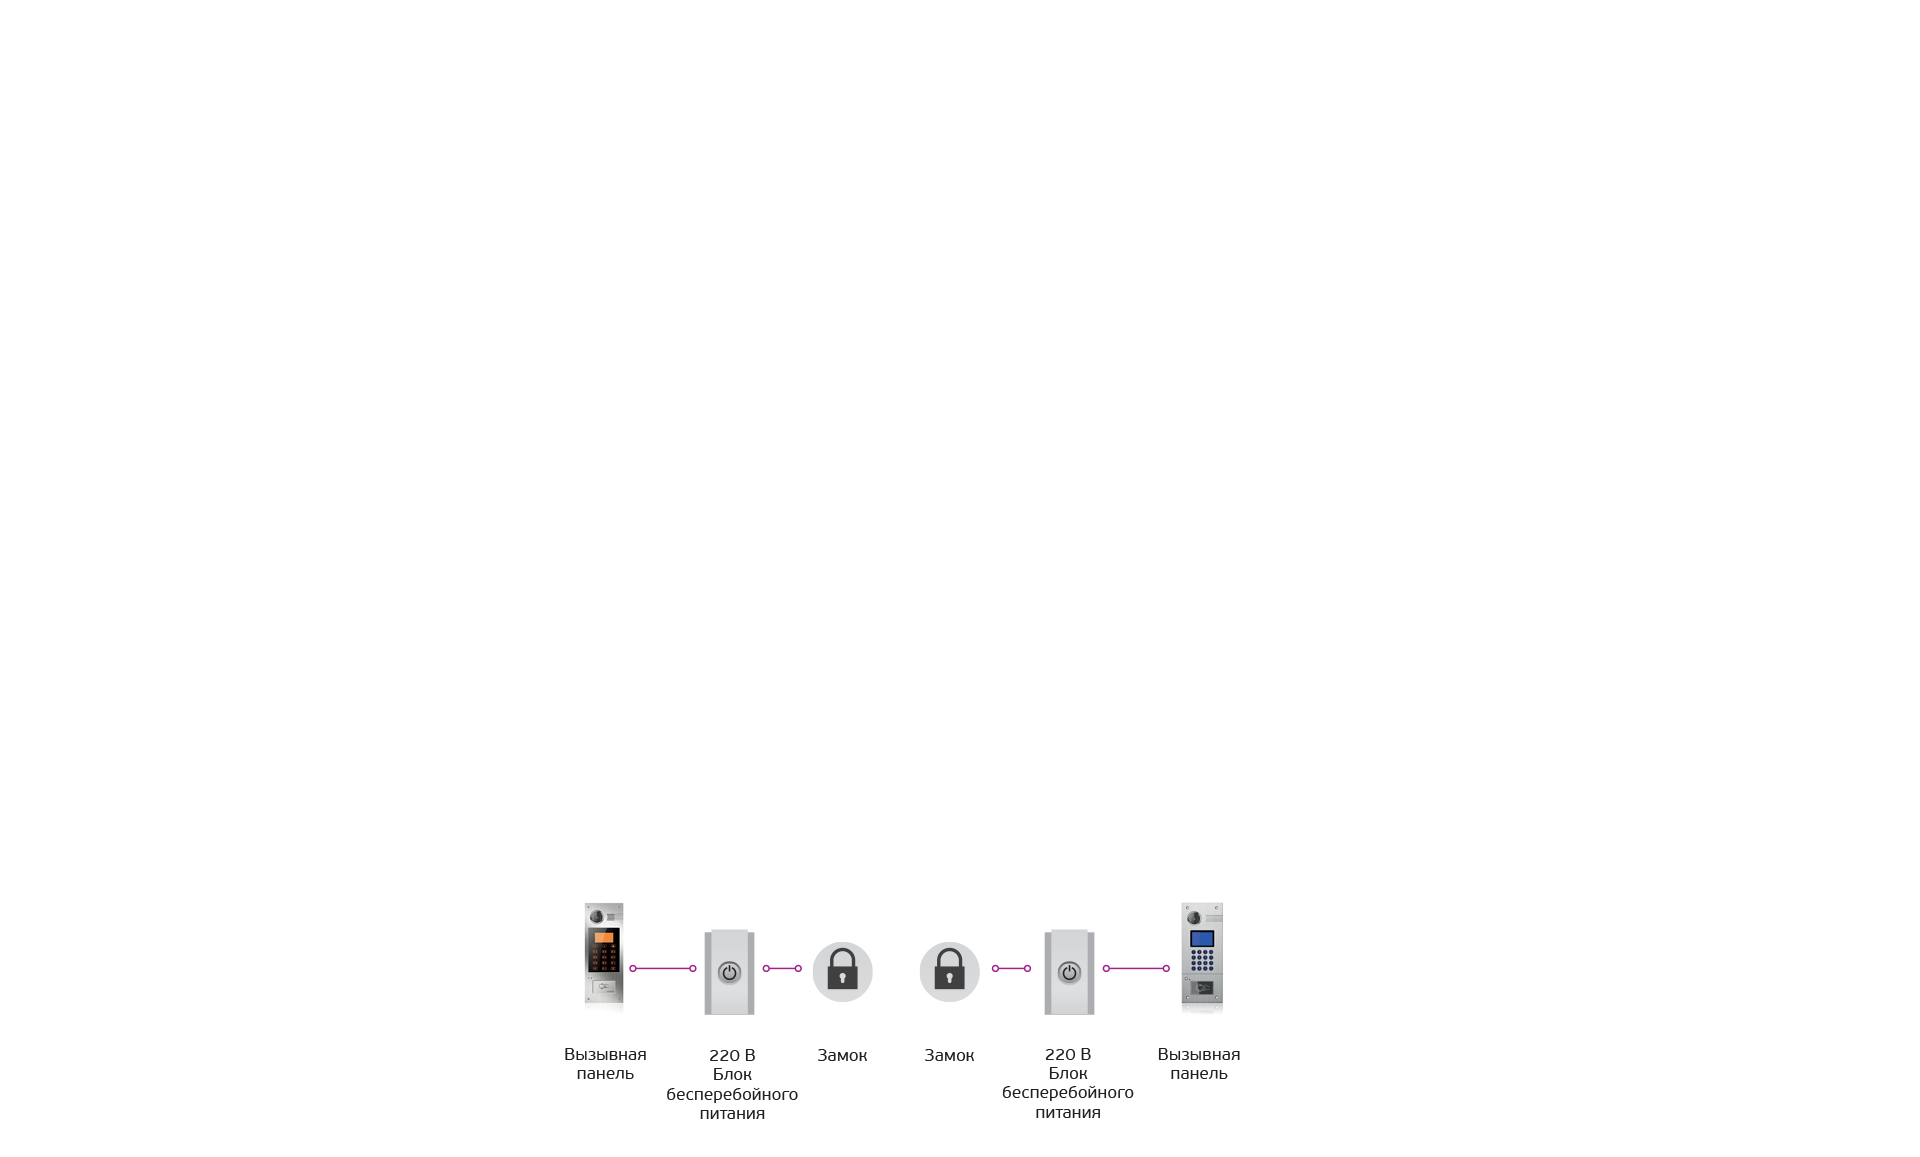 Вызывная
панель
220 В
Блок
бесперебойного
питания
Замок
Замок
220 В
Блок
бесперебойного
питания
Вызывная
панель